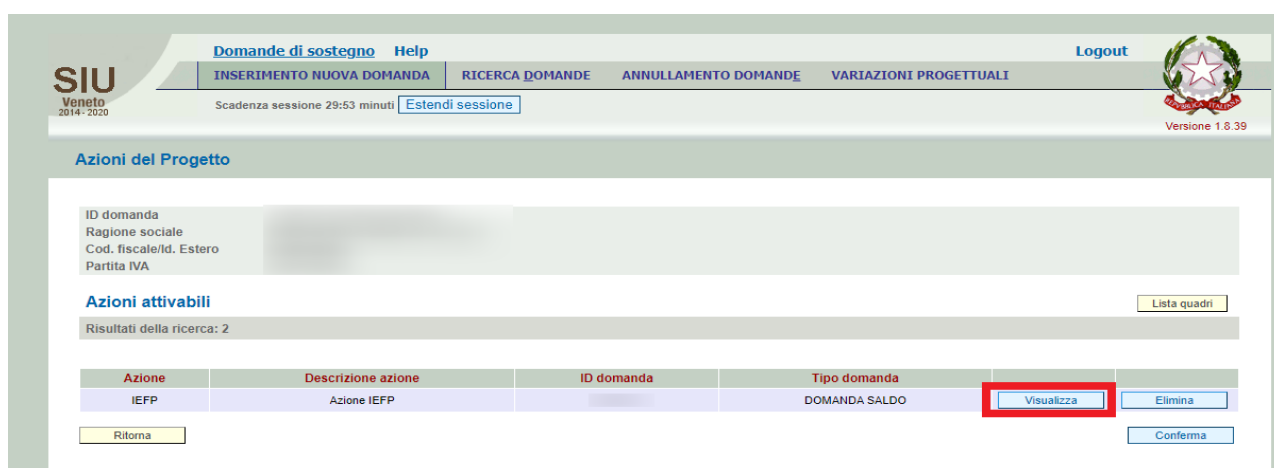 Domande di sostegno Help Logout
SIU
Veneto
2014 - 2020
INSERIMENTO NUOVA DOMANDA RICERCA DOMANDE ANNULLAMENTO DOMANDE VARIAZIONI PROGETTUALI
Scadenza sessione 29:53 minuti Estendi sessione
REPVBBLICA ITALIANA
Versione 1.8.39
Azioni del Progetto
ID domanda
Ragione sociale
Cod. fiscale/Id. Estero
Partita IVA
Azioni attivabili Lista quadri
Risultati della ricerca: 2
Azione Descrizione azione ID domanda Tipo domanda
IEFP Azione IEFP DOMANDA SALDO Visualizza Elimina
Ritorna Conferma